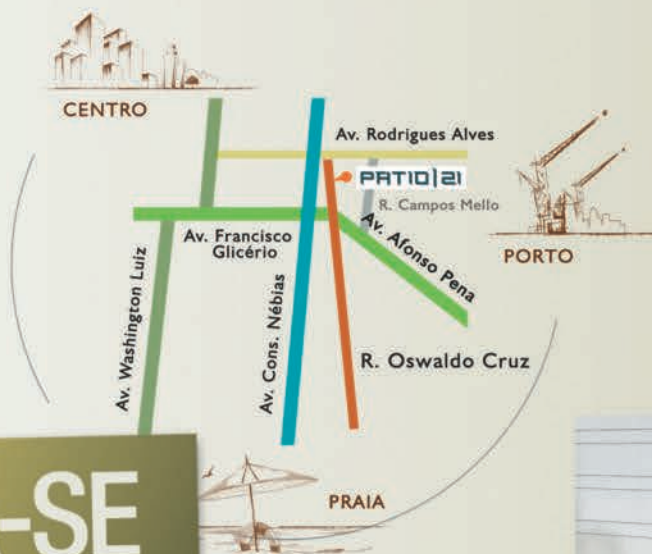 CENTRO
Av. Rodrigues Alves
PATIO|21
R. Campos Mello
Av. Francisco
Glicério
Av. Afonso Pena
PORTO
Av. Washington Luiz
Av. Cons. Nébias
R. Oswaldo Cruz
-SE
PRAIA